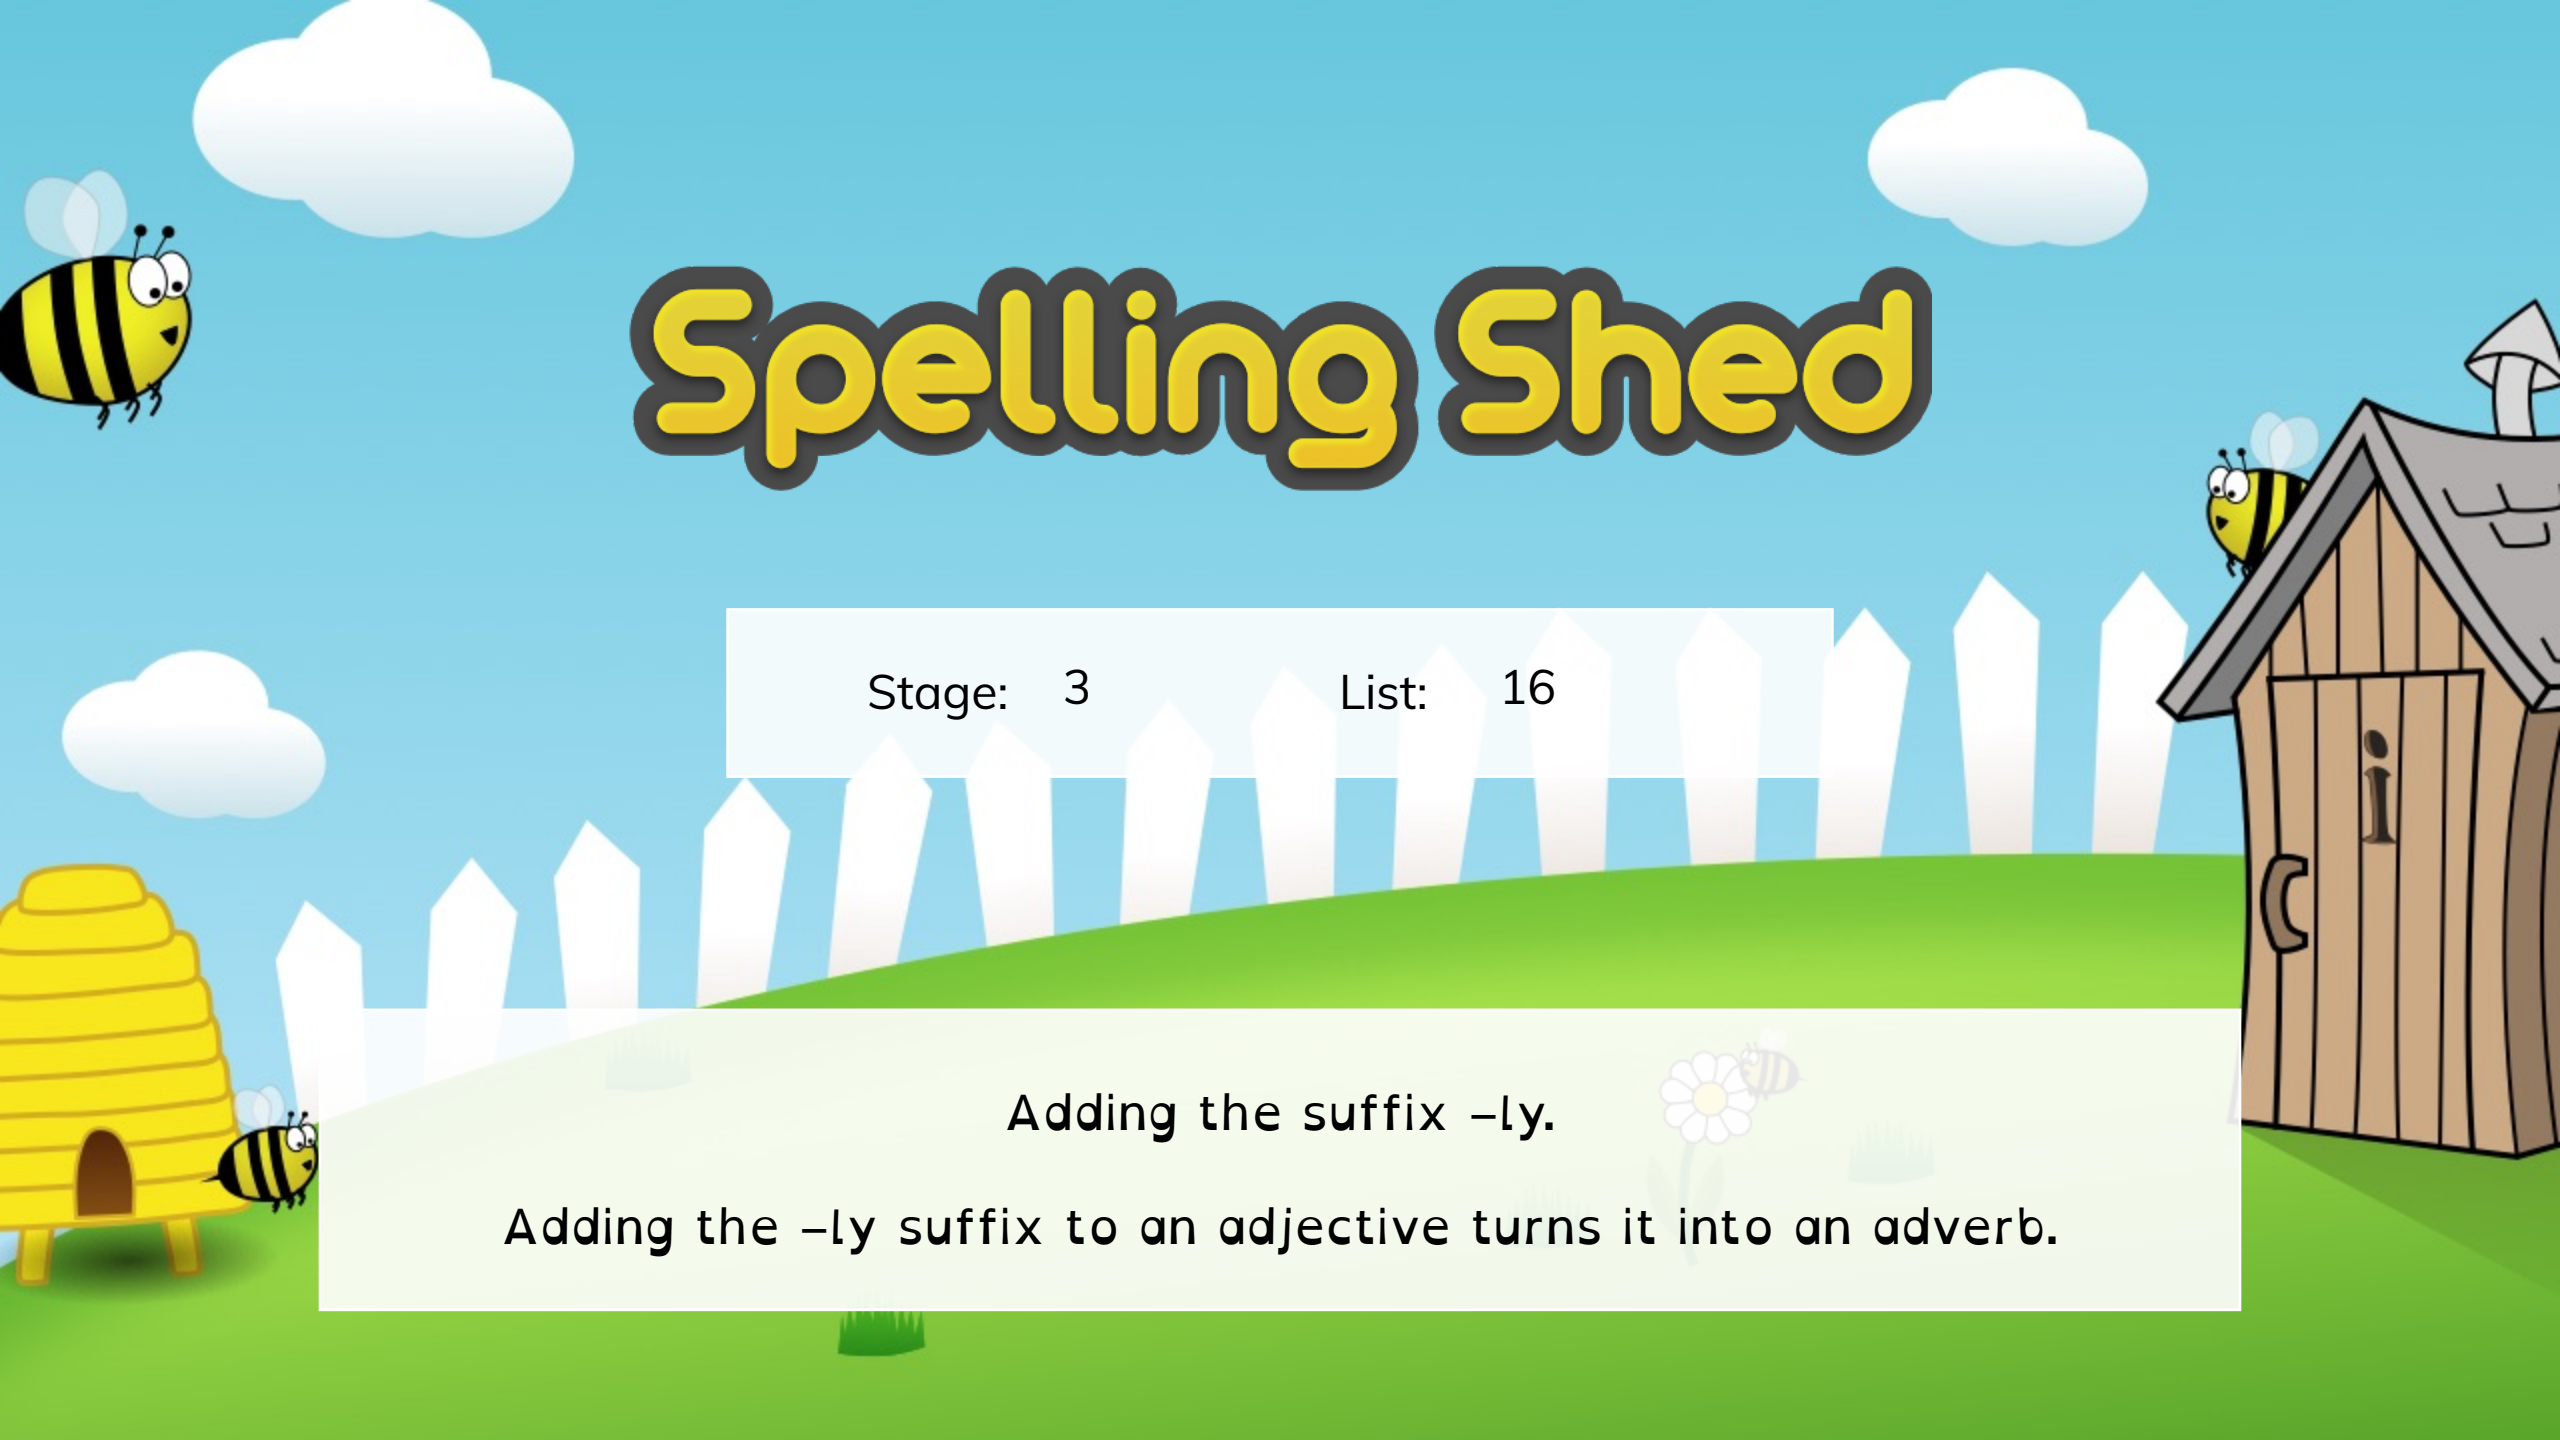 Spelling Shed
Stage: 3 List: 16
i
Adding the suffix –ly.
Adding the –ly suffix to an adjective turns it into an adverb.